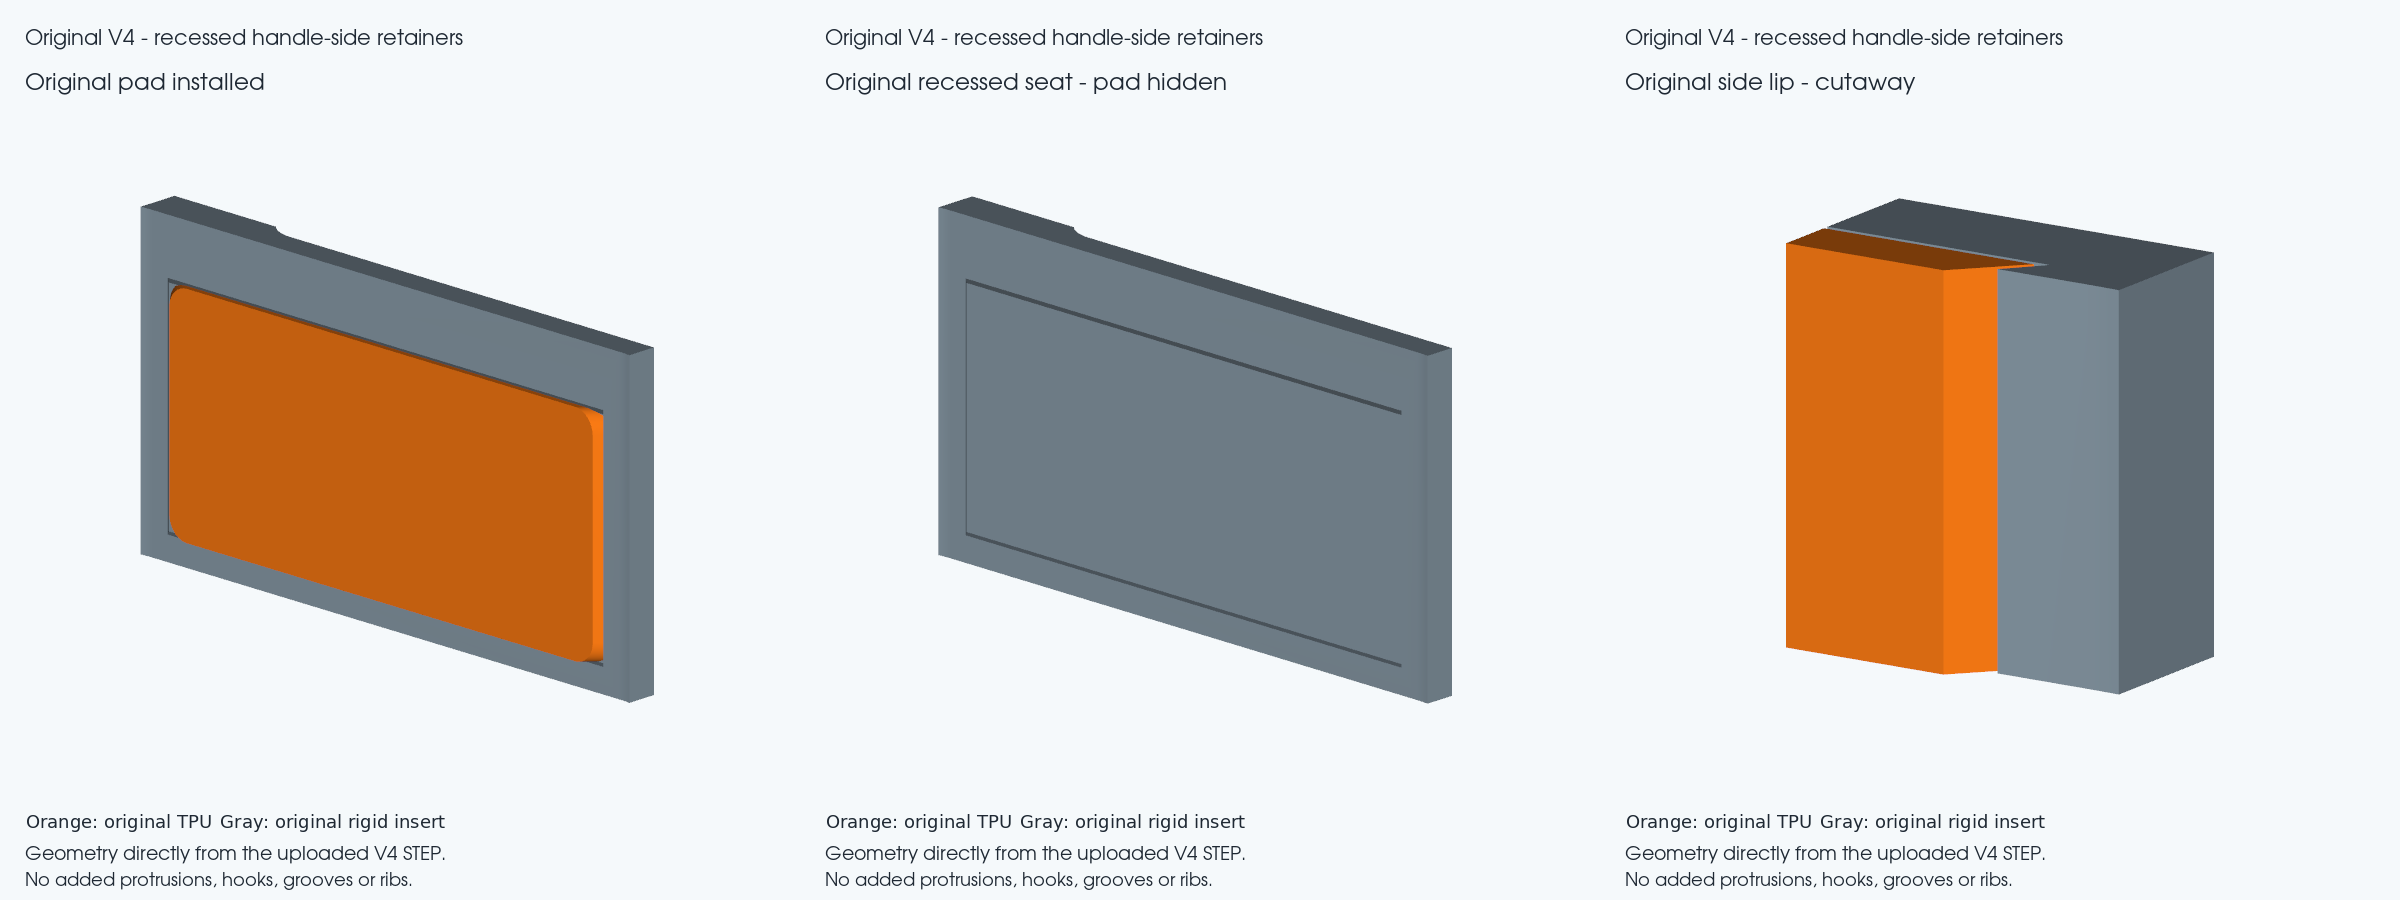 Original V4 - recessed handle-side retainers
Original pad installed
Orange: original TPU Gray: original rigid insert
Geometry directly from the uploaded V4 STEP.
No added protrusions, hooks, grooves or ribs.
Original V4 - recessed handle-side retainers
Original recessed seat - pad hidden
Orange: original TPU Gray: original rigid insert
Geometry directly from the uploaded V4 STEP.
No added protrusions, hooks, grooves or ribs.
Original V4 - recessed handle-side retainers
Original side lip - cutaway
Orange: original TPU Gray: original rigid insert
Geometry directly from the uploaded V4 STEP.
No added protrusions, hooks, grooves or ribs.